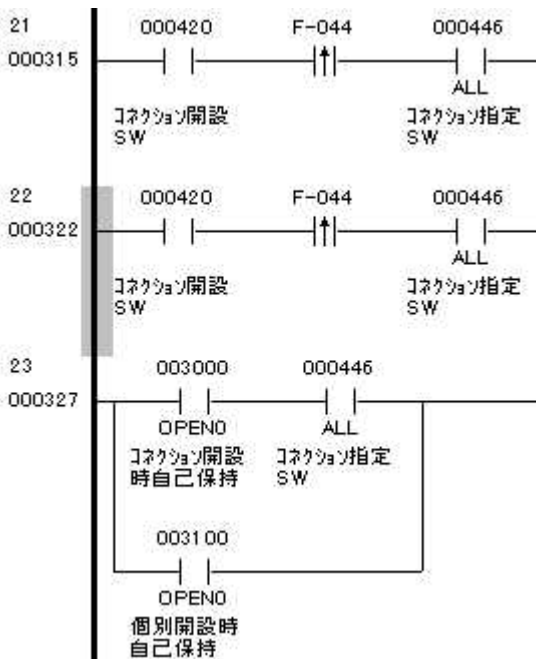 21 000420 F-044 000446
000315
ALL
コネクション開設 コネクション指定
SW SW
22 000420 F-044 000446
000322
ALL
コネクション開設 コネクション指定
SW SW
23 003000 000446
000327
OPEN0 ALL
コネクション開設 コネクション指定
時自己保持 SW
003100
OPEN0
個別開設時
自己保持